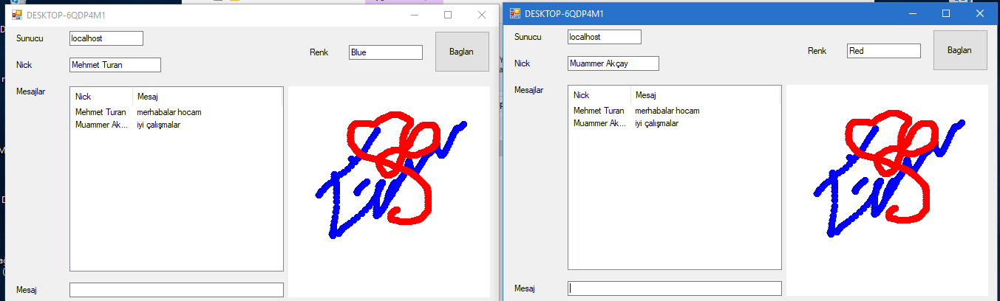 DESKTOP-6QDP4M1
Sunucu localhost
Renk Blue Baglan
Nick Mehmet Turan
Mesajlar
Nick Mesaj
Mehmet Turan merhabalar hocam
Muammer Ak... iyi çalışmalar
Mesaj
DESKTOP-6QDP4M1
Sunucu localhost
Renk Red Baglan
Nick Muammer Akçay
Mesajlar
Nick Mesaj
Mehmet Turan merhabalar hocam
Muammer Ak... iyi çalışmalar
Mesaj